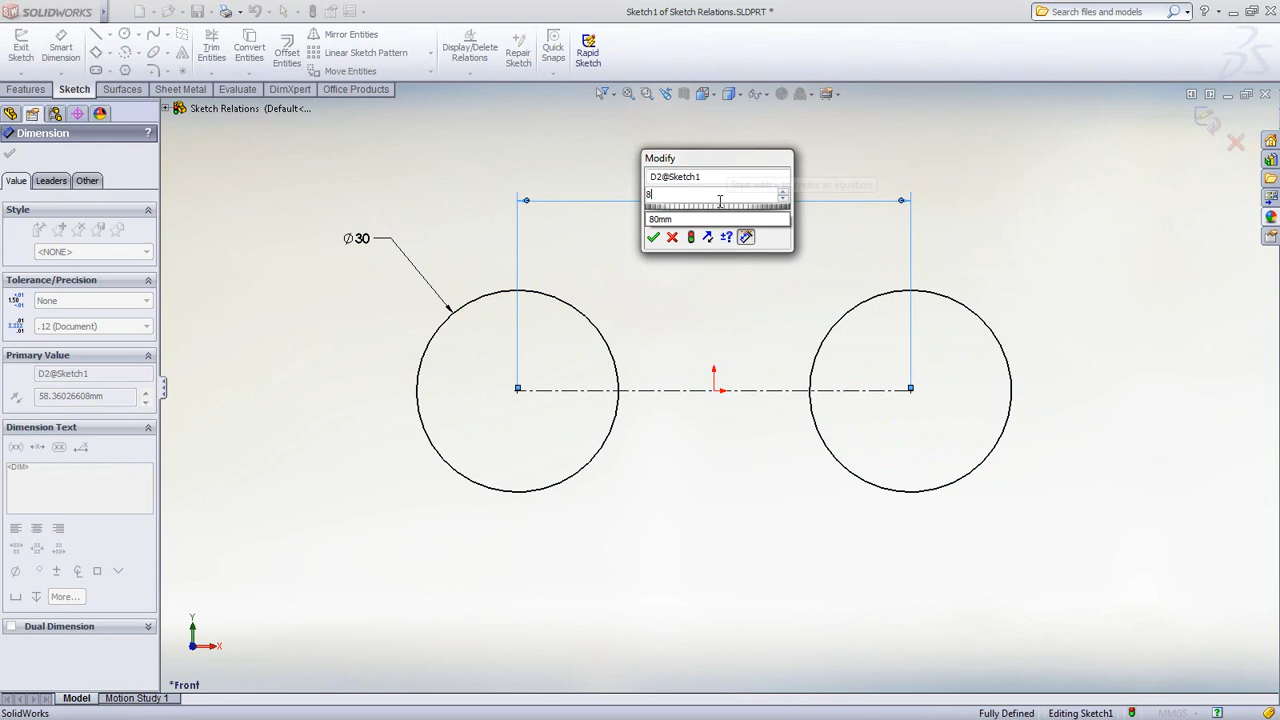 SOLIDWORKS
Sketch1 of Sketch Relations.SLDPRT *
Search files and models
Exit Sketch
Smart Dimension
Trim Entities
Convert Entities
Offset Entities
Mirror Entities
Linear Sketch Pattern
Move Entities
Display/Delete Relations
Repair Sketch
Quick Snaps
Rapid Sketch
Features
Sketch
Surfaces
Sheet Metal
Evaluate
DimXpert
Office Products
Sketch Relations (Default<...
Dimension
?
Value
Leaders
Other
Style
<NONE>
Tolerance/Precision
None
.12 (Document)
Primary Value
D2@Sketch1
58.36026608mm
Dimension Text
<DIM>
More...
Dual Dimension
Modify
D2@Sketch1
8
80mm
Ø30
Y
X
*Front
Model
Motion Study 1
SolidWorks
Fully Defined
Editing Sketch1
MMGS